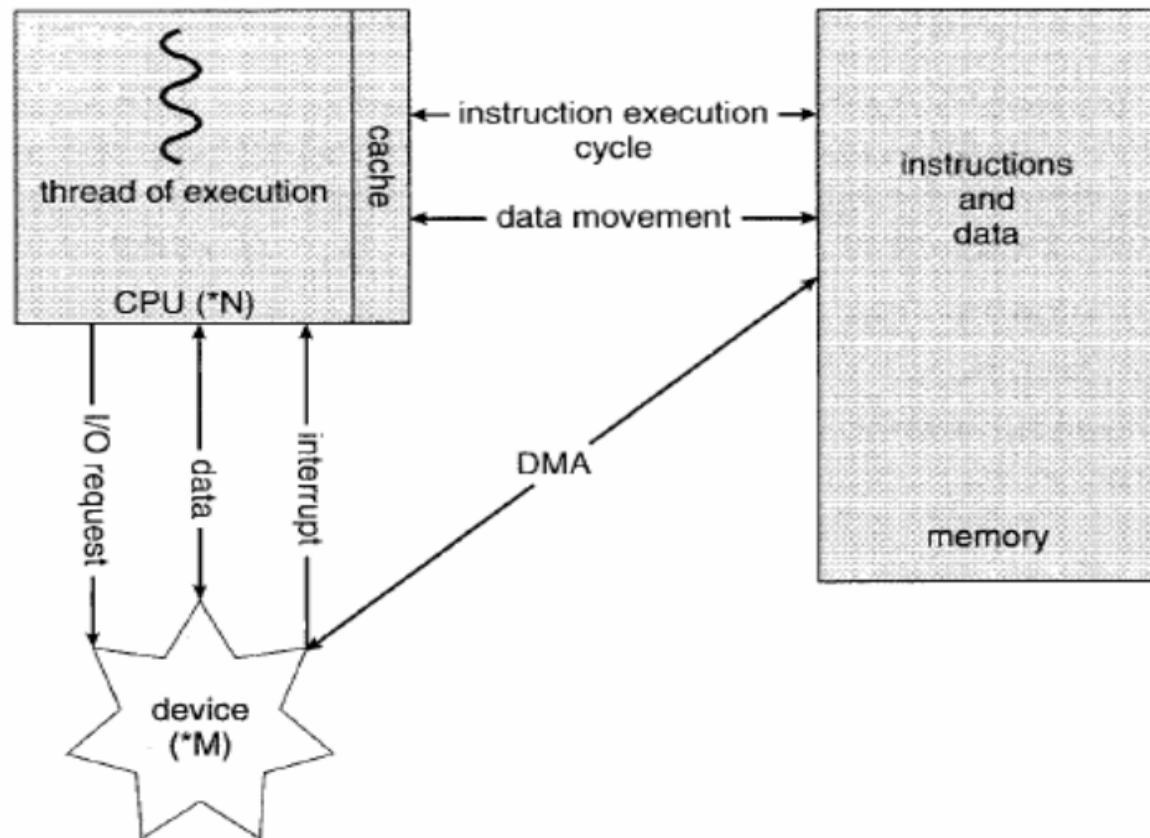 thread of execution
cache
CPU (*N)
instruction execution
cycle
data movement
instructions
and
data
I/O request
data
interrupt
DMA
memory
device
(*M)